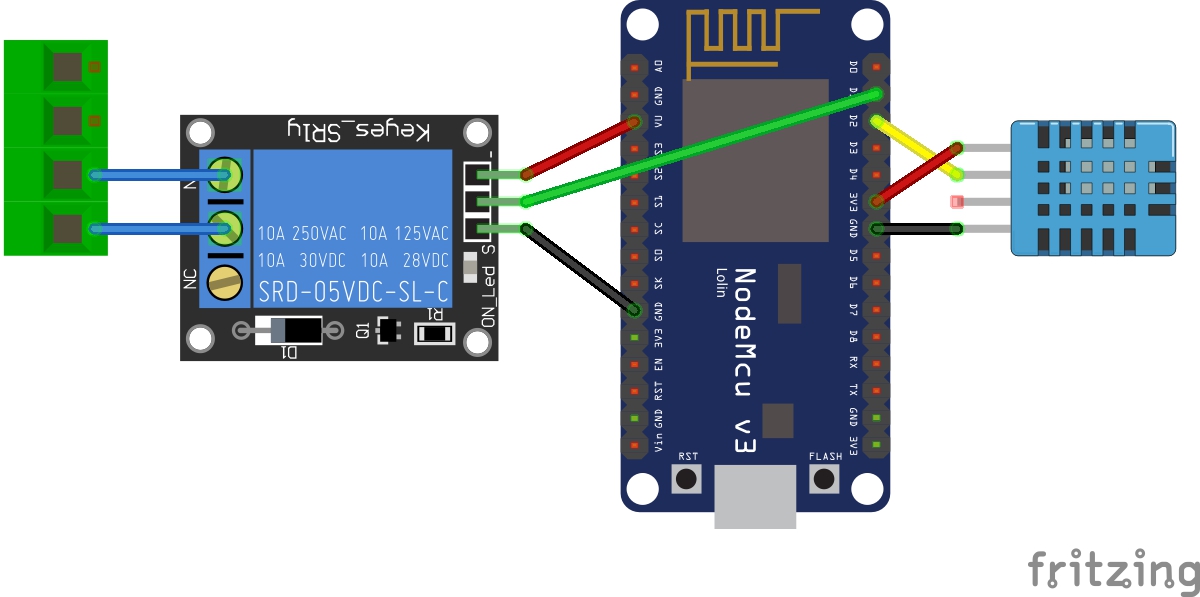 Keyes_SR1y
-
S
N
NC
10A 250VAC 10A 125VAC
10A 30VDC 10A 28VDC
SRD-05VDC-SL-C
ON_Led
R1
Q1
D1
A0
GND
VU
S3
S2
S1
SC
S0
SK
GND
3V3
EN
RST
GND
Vin
D0
D1
D2
D3
D4
3V3
GND
D5
D6
D7
D8
RX
TX
GND
3V3
NodeMcu v3
Lolin
RST
FLASH
fritzing